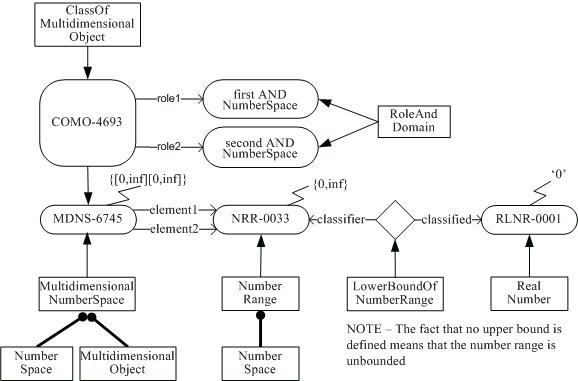 ClassOf
Multidimensional
Object
COMO-4693
role1
first AND
NumberSpace
role2
second AND
NumberSpace
RoleAnd
Domain
{[0,inf][0,inf]}
{0,inf}
‘0’
MDNS-6745
element1
element2
NRR-0033
classifier
classified
RLNR-0001
Multidimensional
NumberSpace
Number
Range
LowerBoundOf
NumberRange
Real
Number
Number
Space
Multidimensional
Object
Number
Space
NOTE – The fact that no upper bound is
defined means that the number range is
unbounded